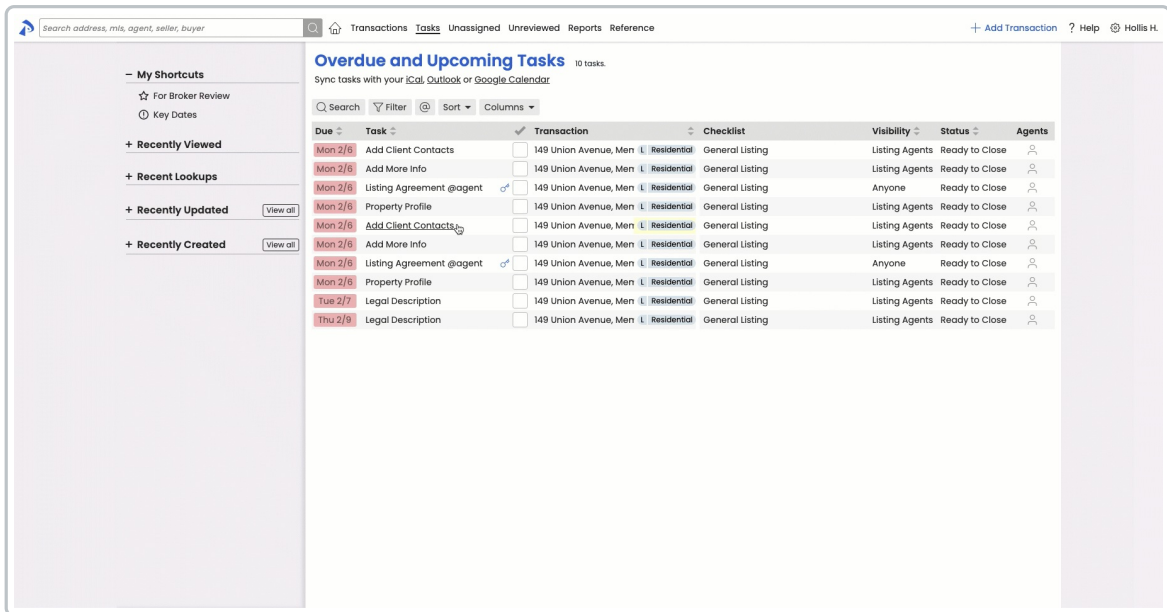 Search address, mls, agent, seller, buyer
Transactions Tasks Unassigned Unreviewed Reports Reference
+ Add Transaction ? Help Hollis H.
− My Shortcuts
For Broker Review
Key Dates
+ Recently Viewed
+ Recent Lookups
+ Recently Updated View all
+ Recently Created View all
Overdue and Upcoming Tasks 10 tasks.
Sync tasks with your iCal, Outlook or Google Calendar
Search Filter @ Sort Columns
Due Task Transaction Checklist Visibility Status Agents
Mon 2/6 Add Client Contacts 149 Union Avenue, Mem L Residential General Listing Listing Agents Ready to Close
Mon 2/6 Add More Info 149 Union Avenue, Mem L Residential General Listing Listing Agents Ready to Close
Mon 2/6 Listing Agreement @agent 149 Union Avenue, Mem L Residential General Listing Anyone Ready to Close
Mon 2/6 Property Profile 149 Union Avenue, Mem L Residential General Listing Listing Agents Ready to Close
Mon 2/6 Add Client Contacts 149 Union Avenue, Mem L Residential General Listing Listing Agents Ready to Close
Mon 2/6 Add More Info 149 Union Avenue, Mem L Residential General Listing Listing Agents Ready to Close
Mon 2/6 Listing Agreement @agent 149 Union Avenue, Mem L Residential General Listing Anyone Ready to Close
Mon 2/6 Property Profile 149 Union Avenue, Mem L Residential General Listing Listing Agents Ready to Close
Tue 2/7 Legal Description 149 Union Avenue, Mem L Residential General Listing Listing Agents Ready to Close
Thu 2/9 Legal Description 149 Union Avenue, Mem L Residential General Listing Listing Agents Ready to Close